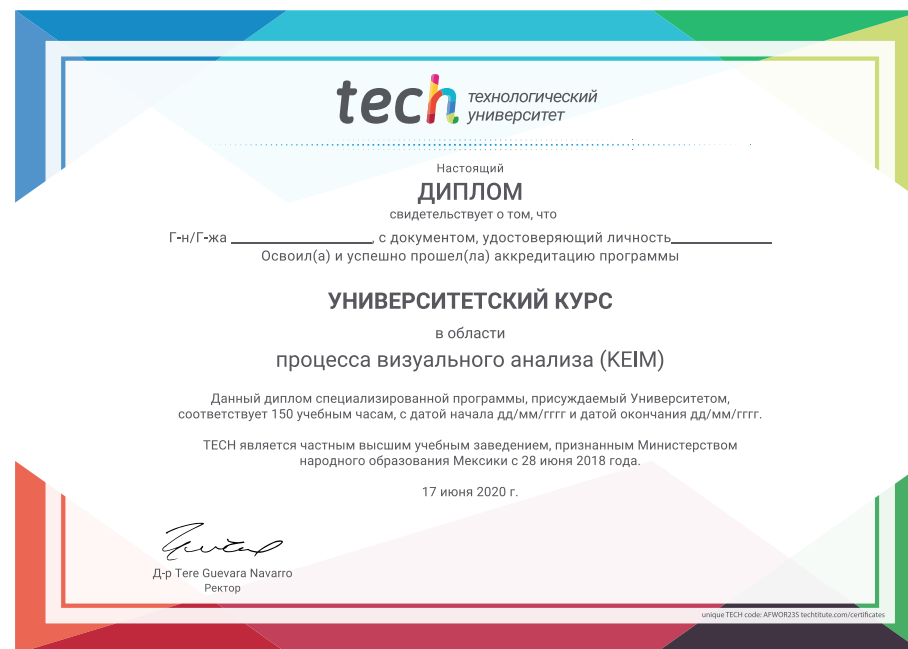 tech технологический
университет
Настоящий
ДИПЛОМ
свидетельствует о том, что
Г-н/Г-жа ________________, с документом, удостоверяющий личность____________
Освоил(а) и успешно прошел(ла) аккредитацию программы
УНИВЕРСИТЕТСКИЙ КУРС
в области
процесса визуального анализа (KEIM)
Данный диплом специализированной программы, присуждаемый Университетом,
соответствует 150 учебным часам, с датой начала дд/мм/гггг и датой окончания дд/мм/гггг.
TECH является частным высшим учебным заведением, признанным Министерством
народного образования Мексики с 28 июня 2018 года.
17 июня 2020 г.
Д-р Tere Guevara Navarro
Ректор
unique TECH code: AFWOR23S techtitute.com/certificates